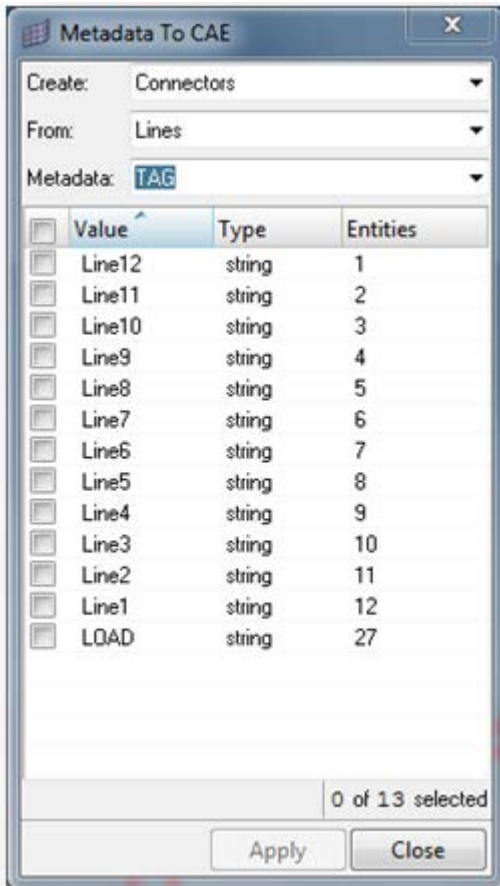 Metadata To CAE
Create: Connectors
From: Lines
Metadata: TAG
Value Type Entities
Line12 string 1
Line11 string 2
Line10 string 3
Line9 string 4
Line8 string 5
Line7 string 6
Line6 string 7
Line5 string 8
Line4 string 9
Line3 string 10
Line2 string 11
Line1 string 12
LOAD string 27
0 of 13 selected
Apply Close